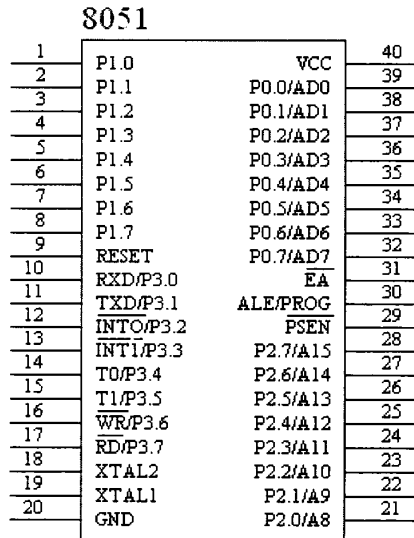 8051
1 P1.0 VCC 40
2 P1.1 P0.0/AD0 39
3 P1.2 P0.1/AD1 38
4 P1.3 P0.2/AD2 37
5 P1.4 P0.3/AD3 36
6 P1.5 P0.4/AD4 35
7 P1.6 P0.5/AD5 34
8 P1.7 P0.6/AD6 33
9 RESET P0.7/AD7 32
10 RXD/P3.0 E̅A̅ 31
11 TXD/P3.1 ALE/PROG 30
12 I̅N̅T̅O̅/P3.2 P̅S̅E̅N̅ 29
13 I̅N̅T̅1̅/P3.3 P2.7/A15 28
14 T0/P3.4 P2.6/A14 27
15 T1/P3.5 P2.5/A13 26
16 W̅R̅/P3.6 P2.4/A12 25
17 R̅D̅/P3.7 P2.3/A11 24
18 XTAL2 P2.2/A10 23
19 XTAL1 P2.1/A9 22
20 GND P2.0/A8 21